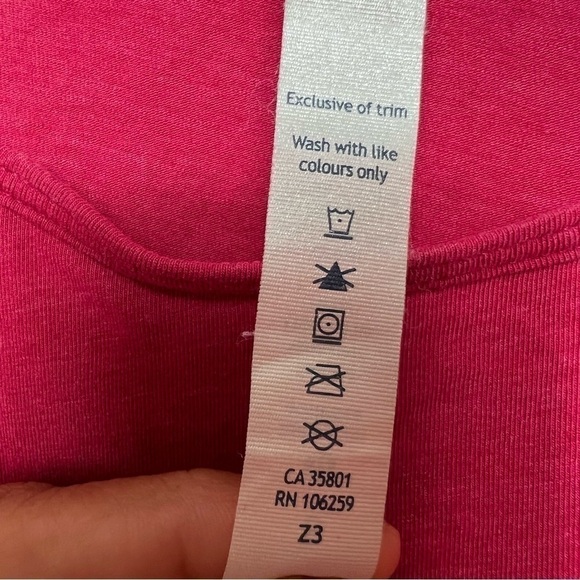 Exclusive of trim
Wash with like
colours only
CA 35801
RN 106259
Z3